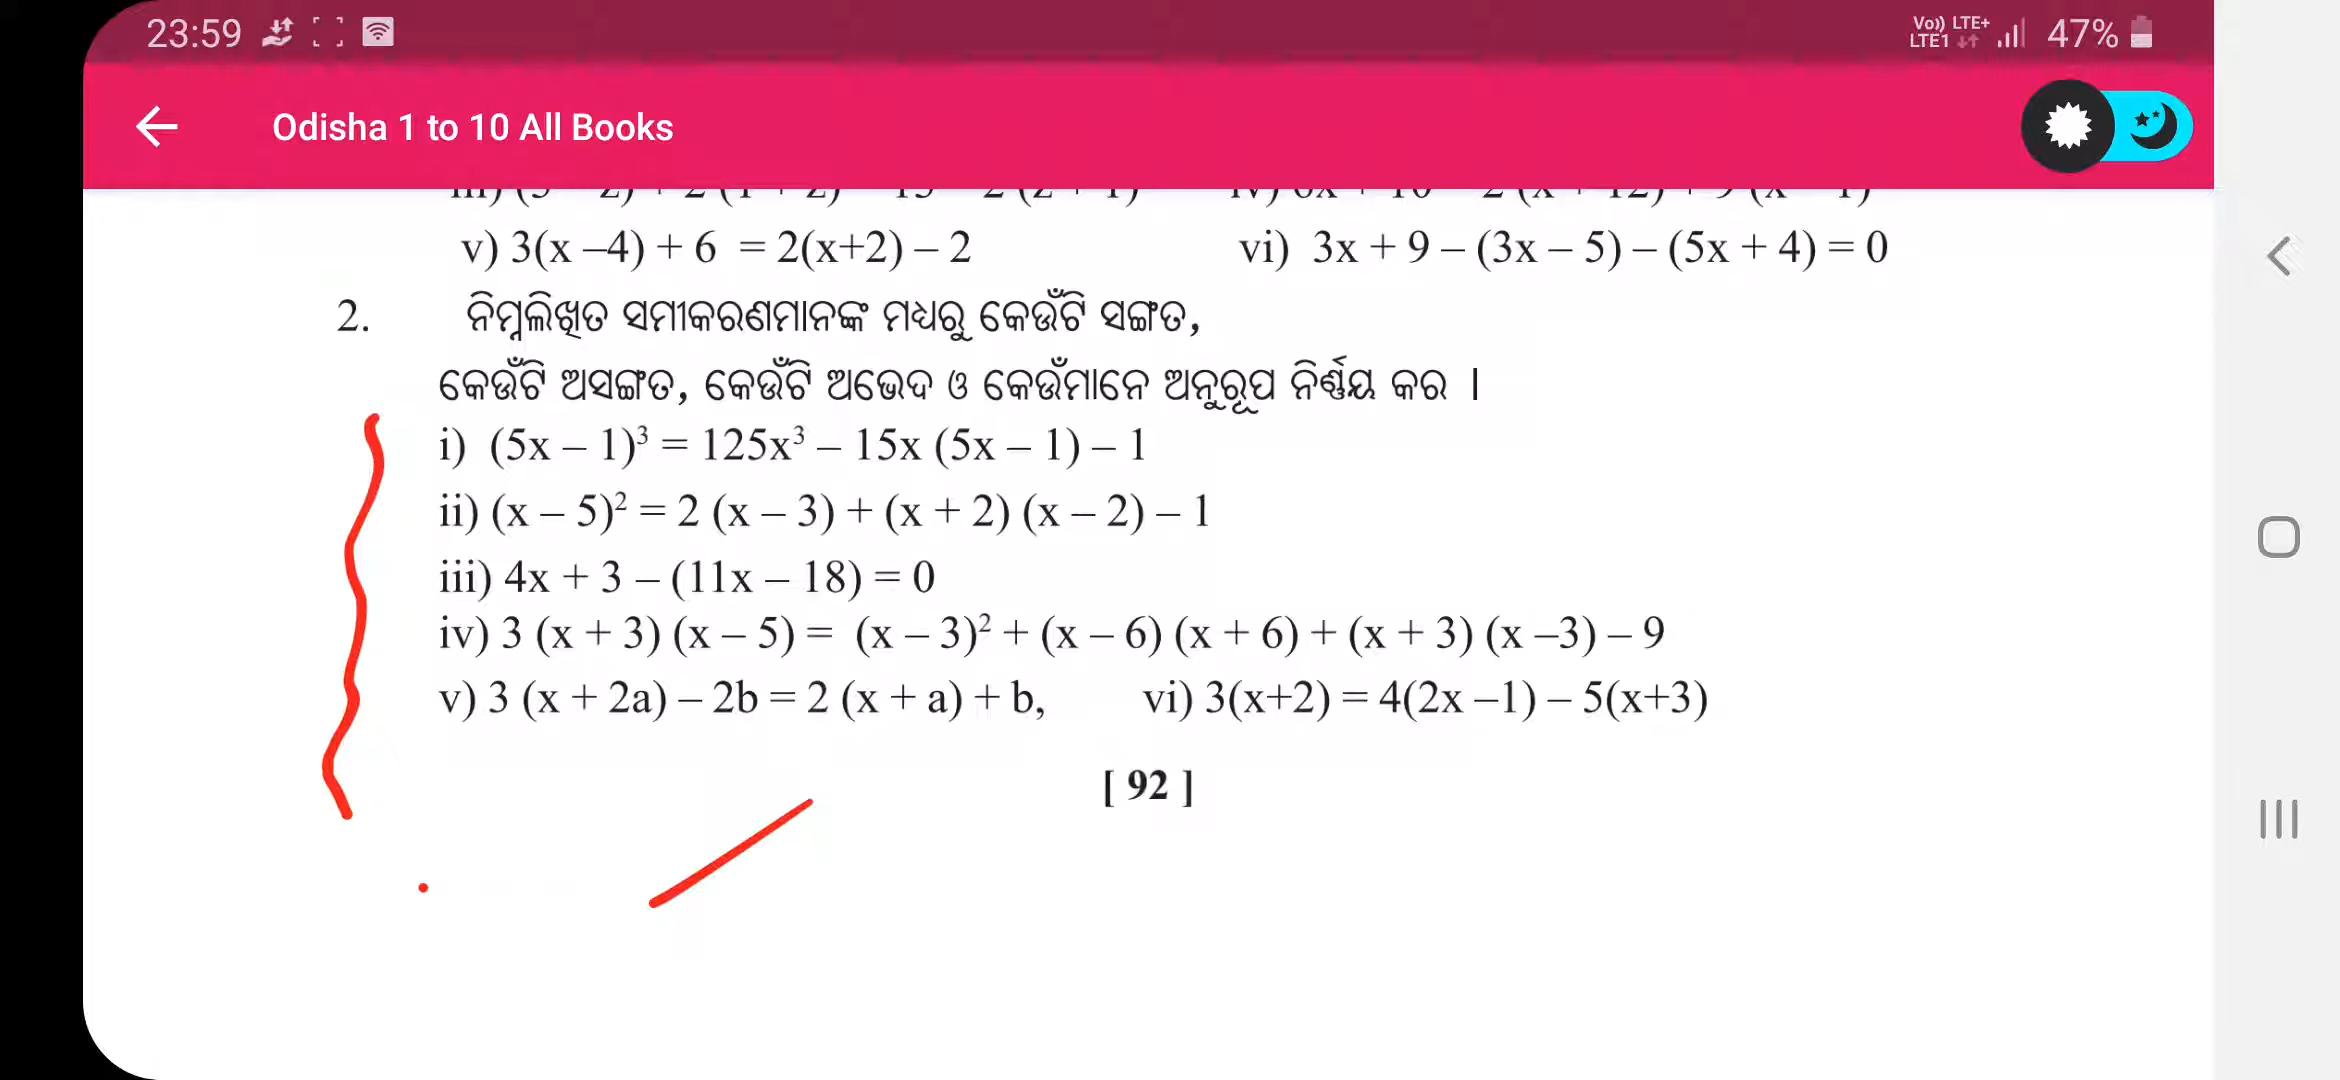 23:59 Vo)) LTE+ LTE1 47%
Odisha 1 to 10 All Books
v) 3(x –4) + 6 = 2(x+2) – 2 vi) 3x + 9 – (3x – 5) – (5x + 4) = 0
2. ନିମ୍ନଲିଖିତ ସମୀକରଣମାନଙ୍କ ମଧ୍ୟରୁ କେଉଁଟି ସଙ୍ଗତ,
କେଉଁଟି ଅସଙ୍ଗତ, କେଉଁଟି ଅଭେଦ ଓ କେଉଁମାନେ ଅନୁରୂପ ନିର୍ଣ୍ଣୟ କର ।
i) (5x – 1)³ = 125x³ – 15x (5x – 1) – 1
ii) (x – 5)² = 2 (x – 3) + (x + 2) (x – 2) – 1
iii) 4x + 3 – (11x – 18) = 0
iv) 3 (x + 3) (x – 5) = (x – 3)² + (x – 6) (x + 6) + (x + 3) (x –3) – 9
v) 3 (x + 2a) – 2b = 2 (x + a) + b, vi) 3(x+2) = 4(2x –1) – 5(x+3)
[ 92 ]